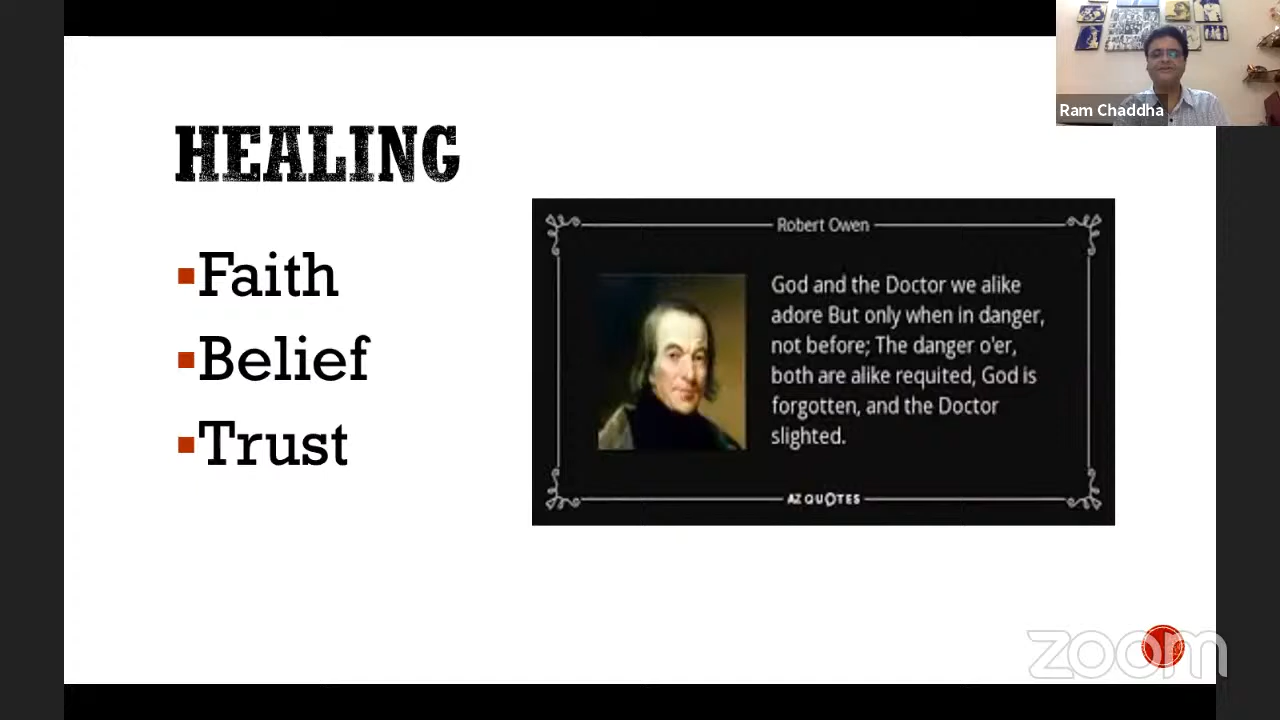 Ram Chaddha
HEALING
Faith
Belief
Trust
Robert Owen
God and the Doctor we alike
adore But only when in danger,
not before; The danger o'er,
both are alike requited, God is
forgotten, and the Doctor
slighted.
AZ QUOTES
zoom